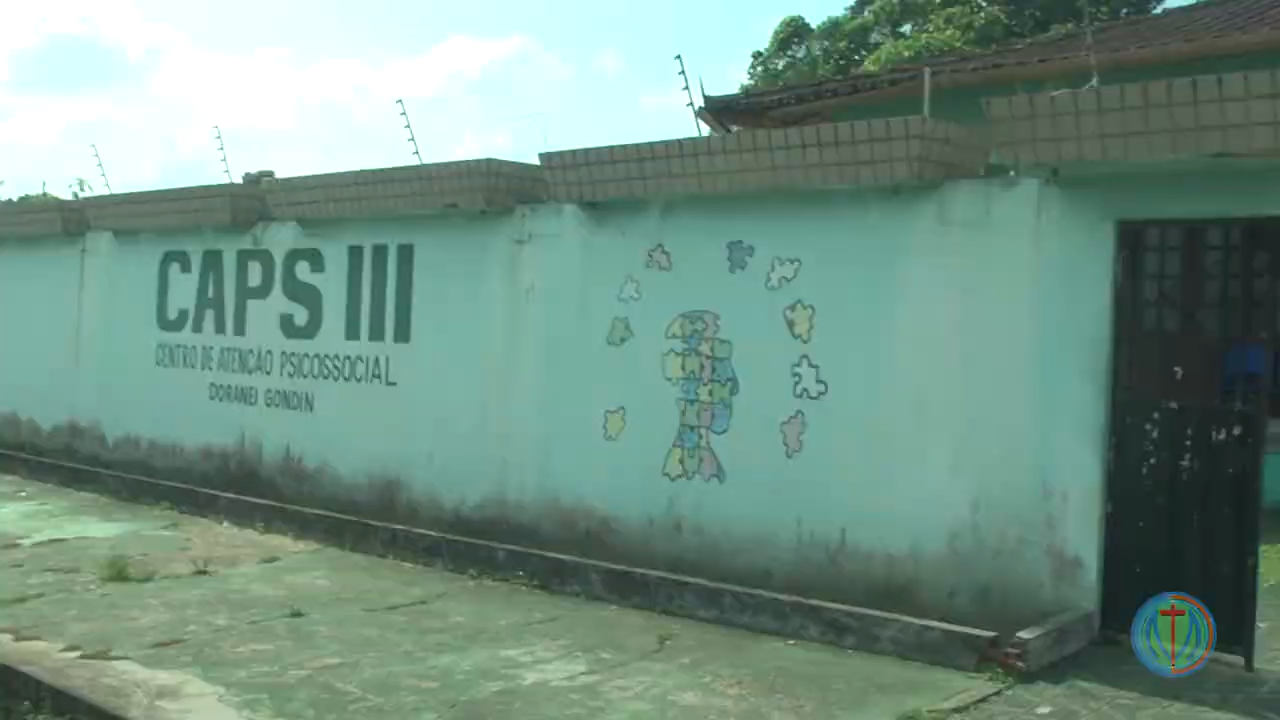 CAPS III
CENTRO DE ATENÇÃO PSICOSSOCIAL
DORANEI GONDIN